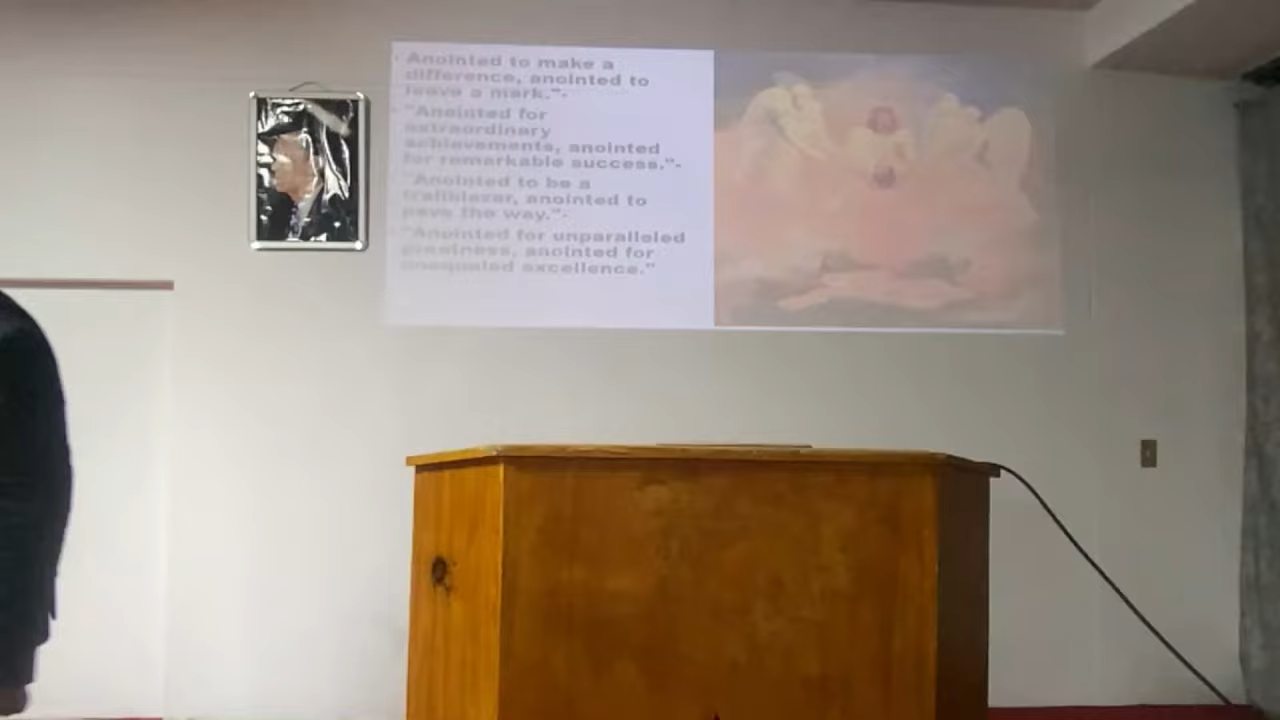 Anointed to make a
difference, anointed to
leave a mark."-
"Anointed for
extraordinary
achievements, anointed
for remarkable success."-
"Anointed to be a
trailblazer, anointed to
pave the way."-
"Anointed for unparalleled
greatness, anointed for
unequaled excellence."